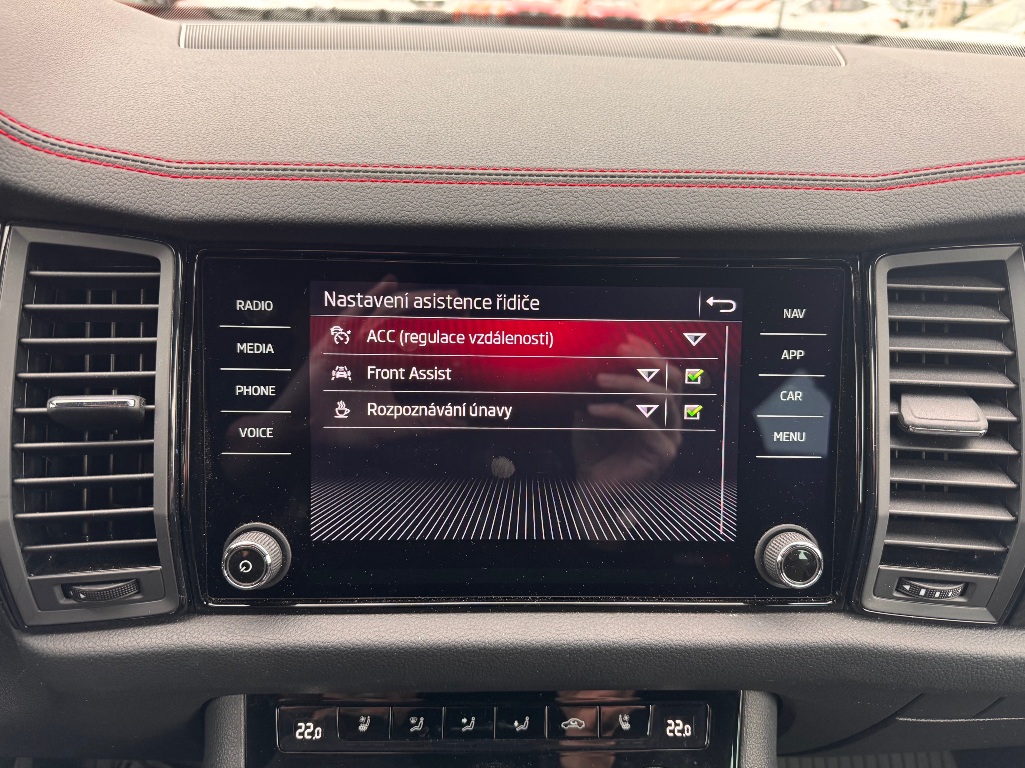 Nastavení asistence řidiče
ACC (regulace vzdálenosti)
Front Assist
Rozpoznávání únavy
RADIO
MEDIA
PHONE
VOICE
NAV
APP
CAR
MENU
22,0
22,0